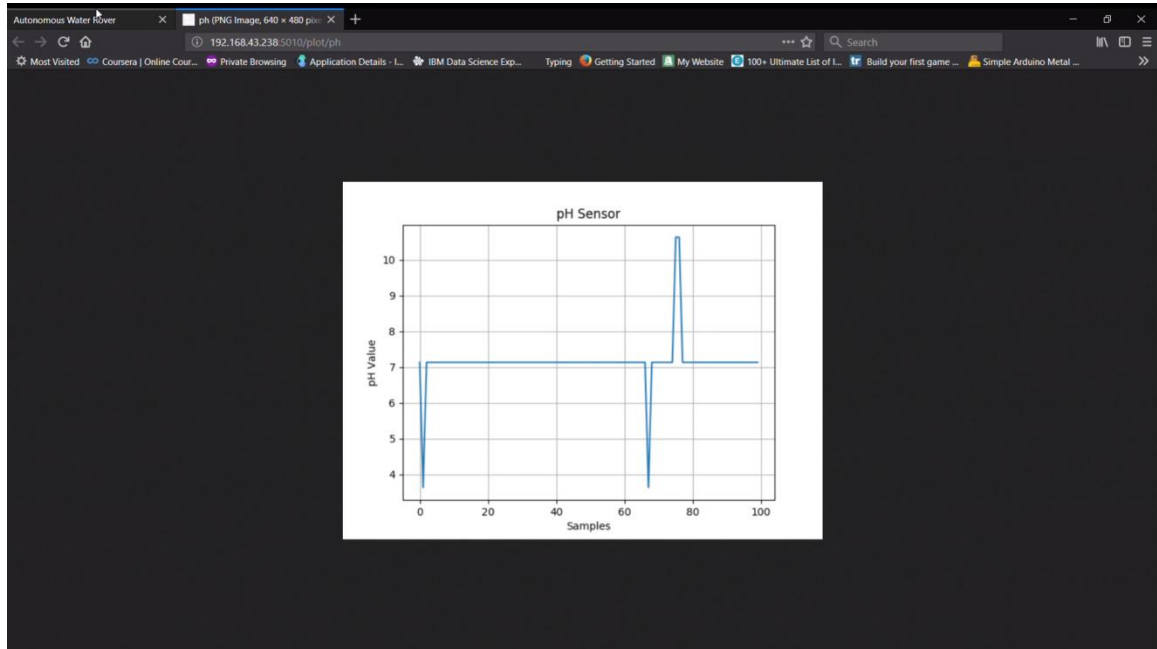 Autonomous Water Rover
ph (PNG Image, 640 × 480 pixe
192.168.43.238:5010/plot/ph
Search
Most Visited
Coursera | Online Cour...
Private Browsing
Application Details - I...
IBM Data Science Exp...
Typing
Getting Started
My Website
100+ Ultimate List of I...
Build your first game ...
Simple Arduino Metal ...
pH Sensor
10
9
8
7
6
5
4
pH Value
0 20 40 60 80 100
Samples